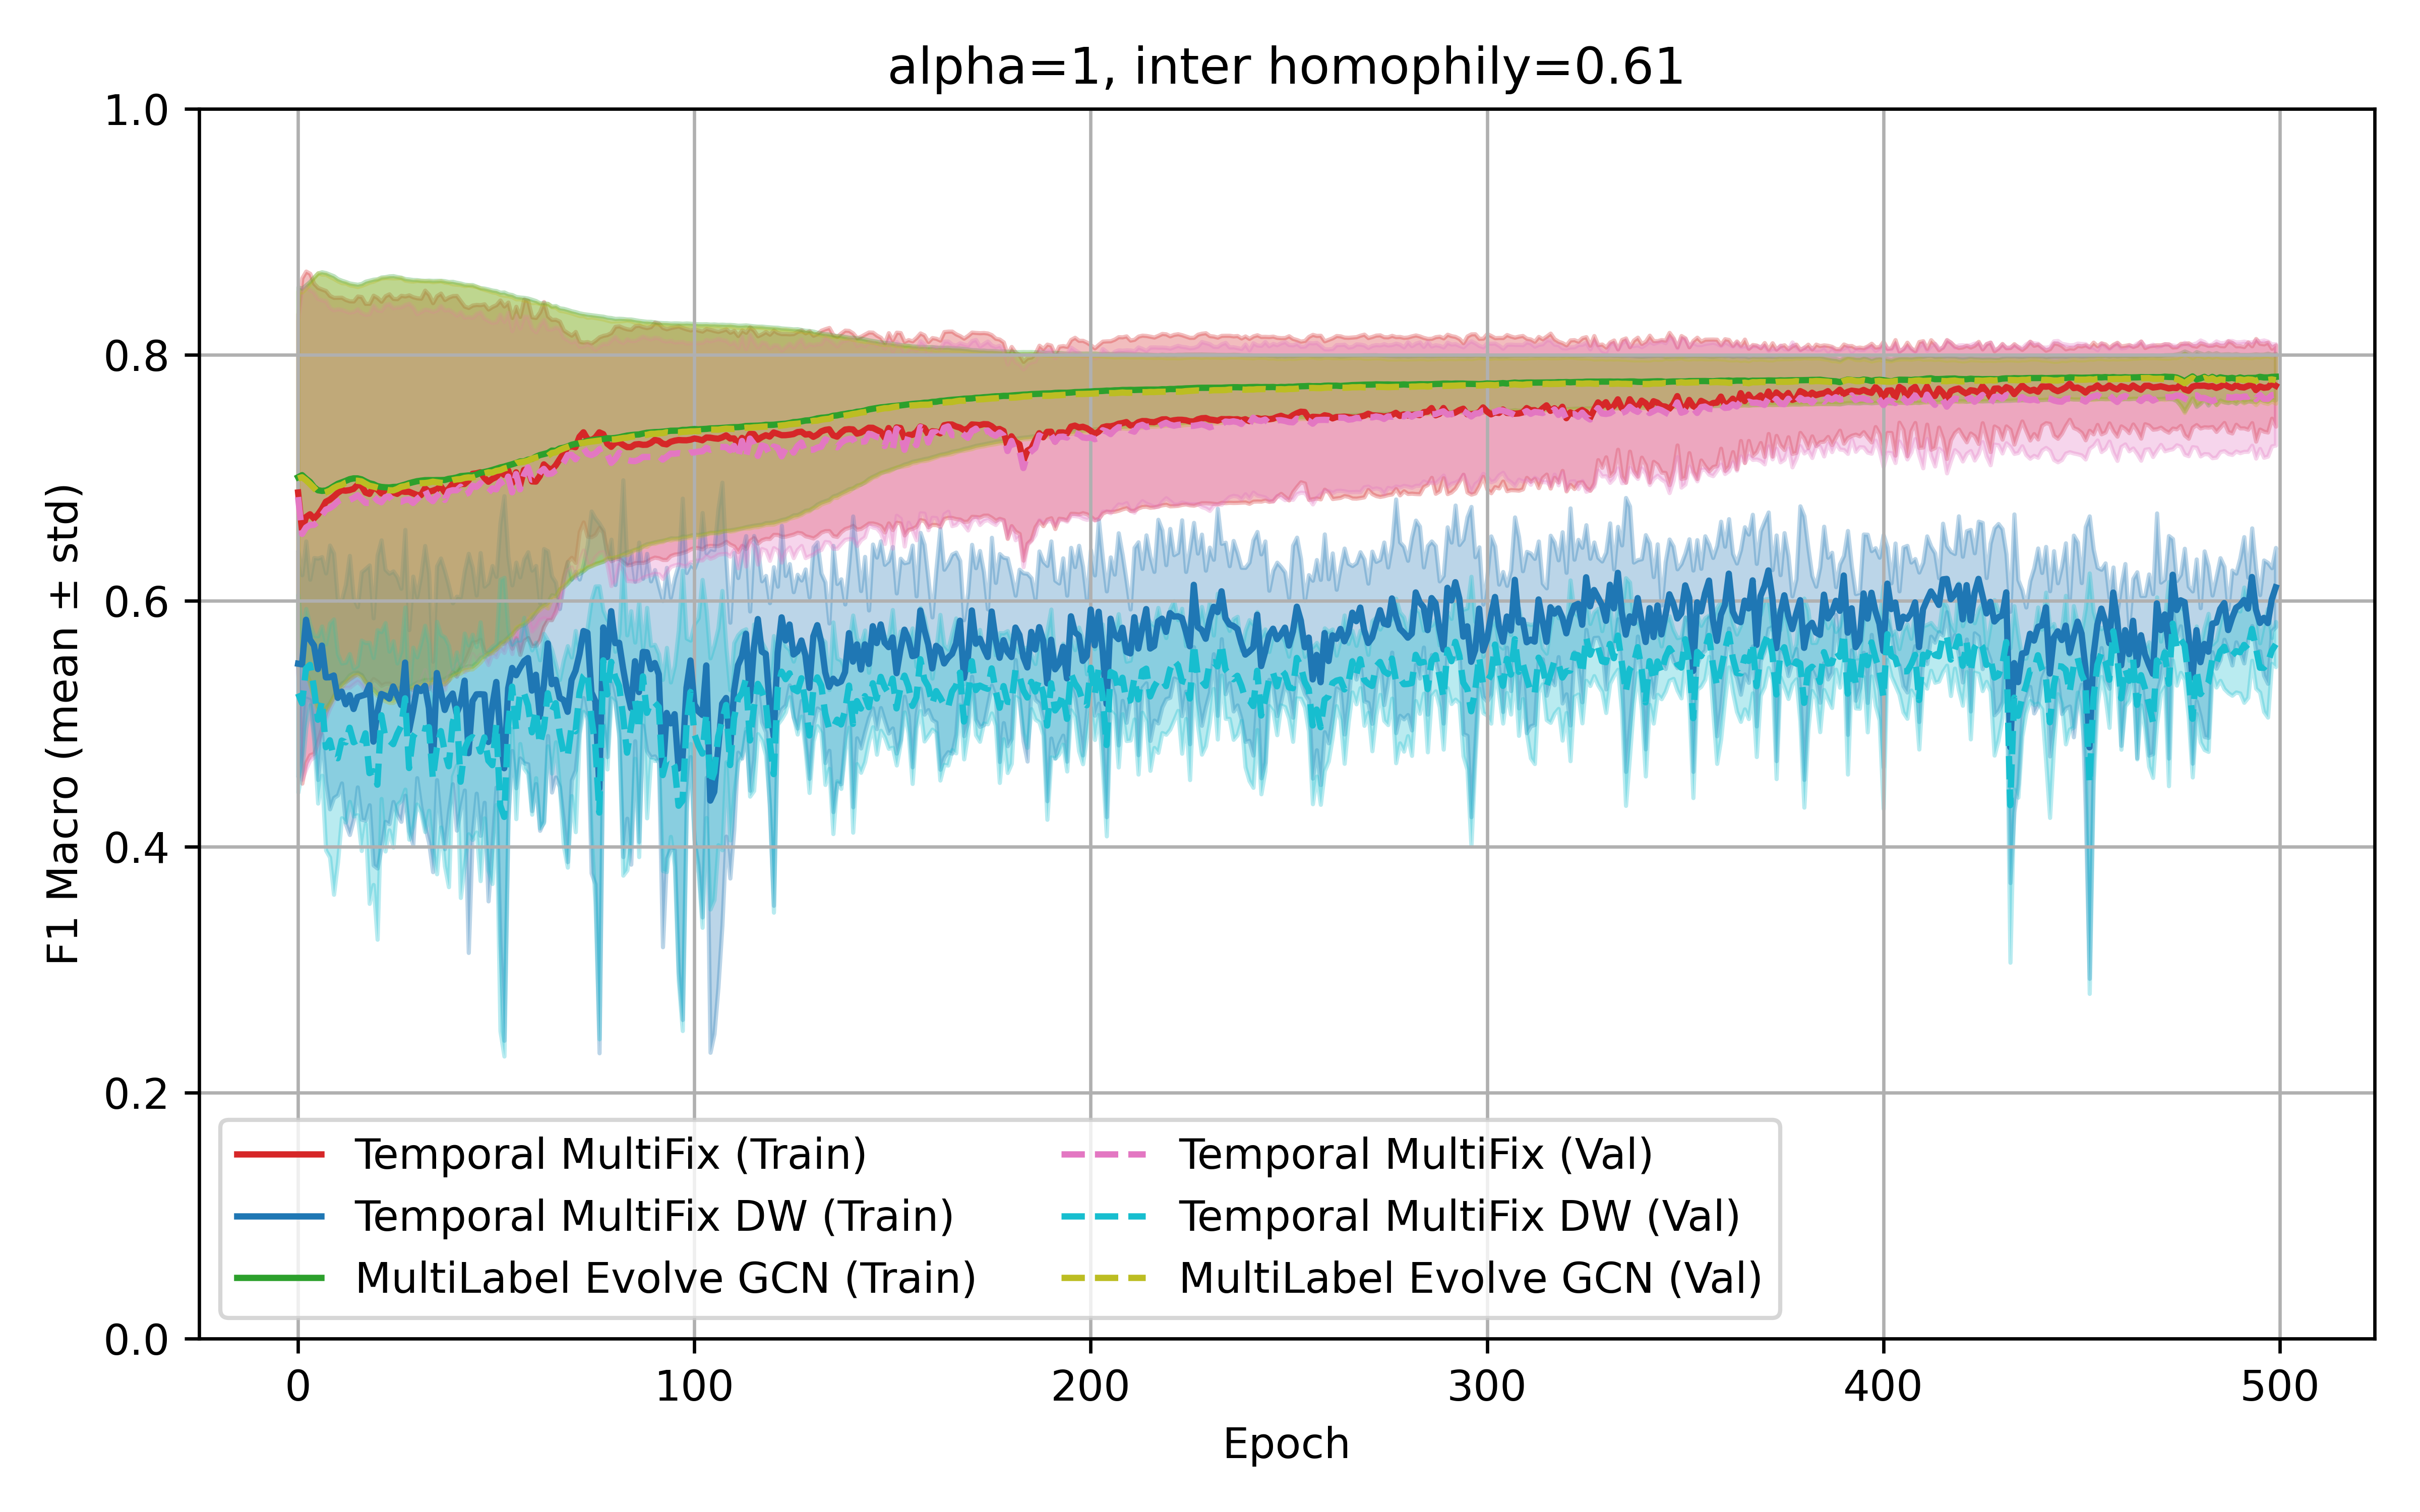 alpha=1, inter homophily=0.61
1.0
0.8
0.6
0.4
0.2
0.0
F1 Macro (mean ± std)
Temporal MultiFix (Train)
Temporal MultiFix DW (Train)
MultiLabel Evolve GCN (Train)
Temporal MultiFix (Val)
Temporal MultiFix DW (Val)
MultiLabel Evolve GCN (Val)
0 100 200 300 400 500
Epoch